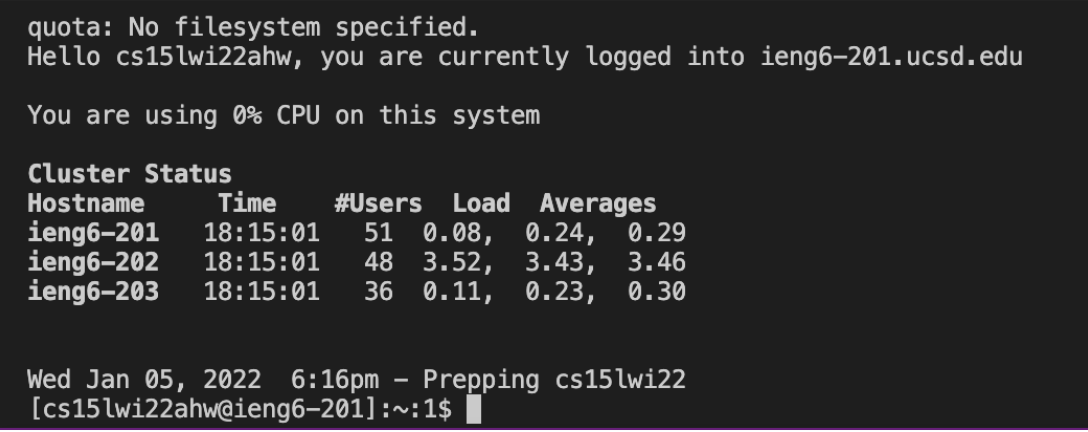 quota: No filesystem specified.
Hello cs15lwi22ahw, you are currently logged into ieng6-201.ucsd.edu
You are using 0% CPU on this system
Cluster Status
Hostname     Time    #Users  Load  Averages
ieng6-201   18:15:01   51  0.08,  0.24,  0.29
ieng6-202   18:15:01   48  3.52,  3.43,  3.46
ieng6-203   18:15:01   36  0.11,  0.23,  0.30
Wed Jan 05, 2022  6:16pm - Prepping cs15lwi22
[cs15lwi22ahw@ieng6-201]:~:1$